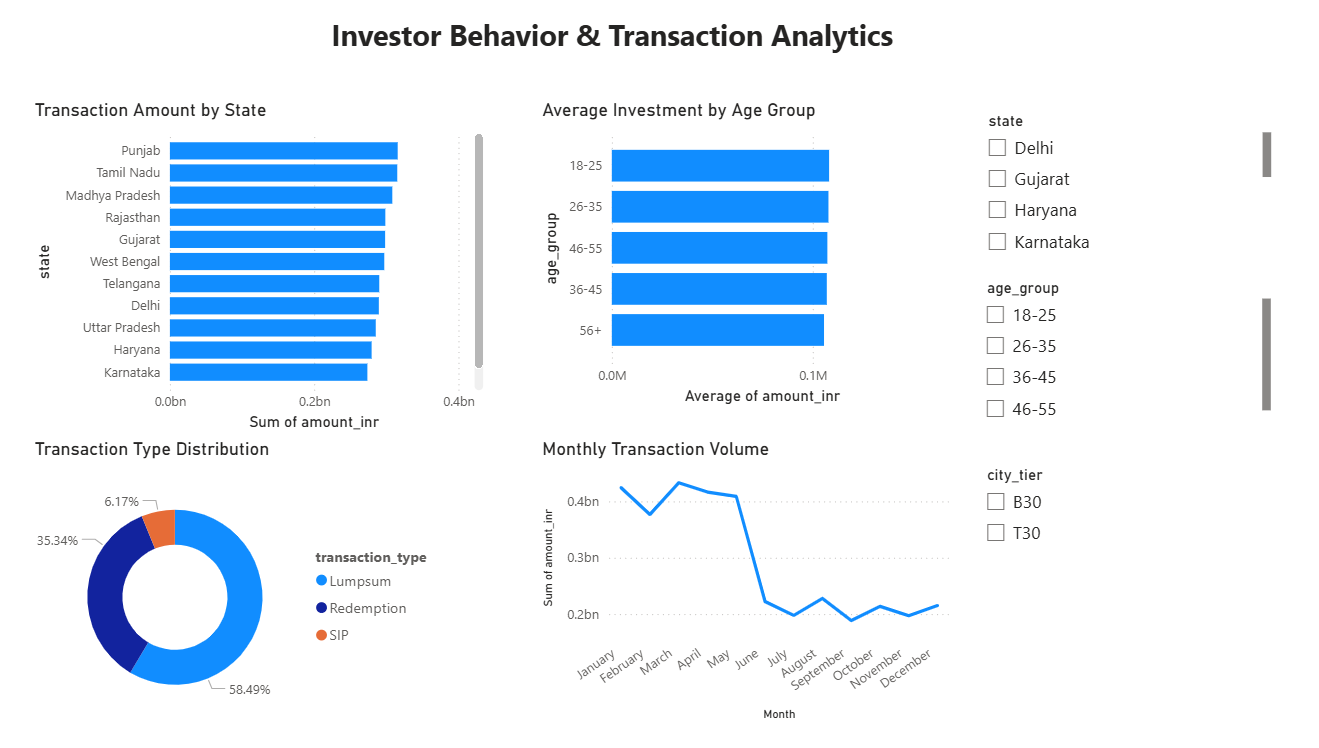 Investor Behavior & Transaction Analytics
Transaction Amount by State
state
Punjab
Tamil Nadu
Madhya Pradesh
Rajasthan
Gujarat
West Bengal
Telangana
Delhi
Uttar Pradesh
Haryana
Karnataka
0.0bn 0.2bn 0.4bn
Sum of amount_inr
Average Investment by Age Group
age_group
18-25
26-35
46-55
36-45
56+
0.0M 0.1M
Average of amount_inr
state
Delhi
Gujarat
Haryana
Karnataka
age_group
18-25
26-35
36-45
46-55
Transaction Type Distribution
6.17%
35.34%
58.49%
transaction_type
Lumpsum
Redemption
SIP
Monthly Transaction Volume
Sum of amount_inr
0.4bn
0.3bn
0.2bn
January February March April May June July August September October November December
Month
city_tier
B30
T30